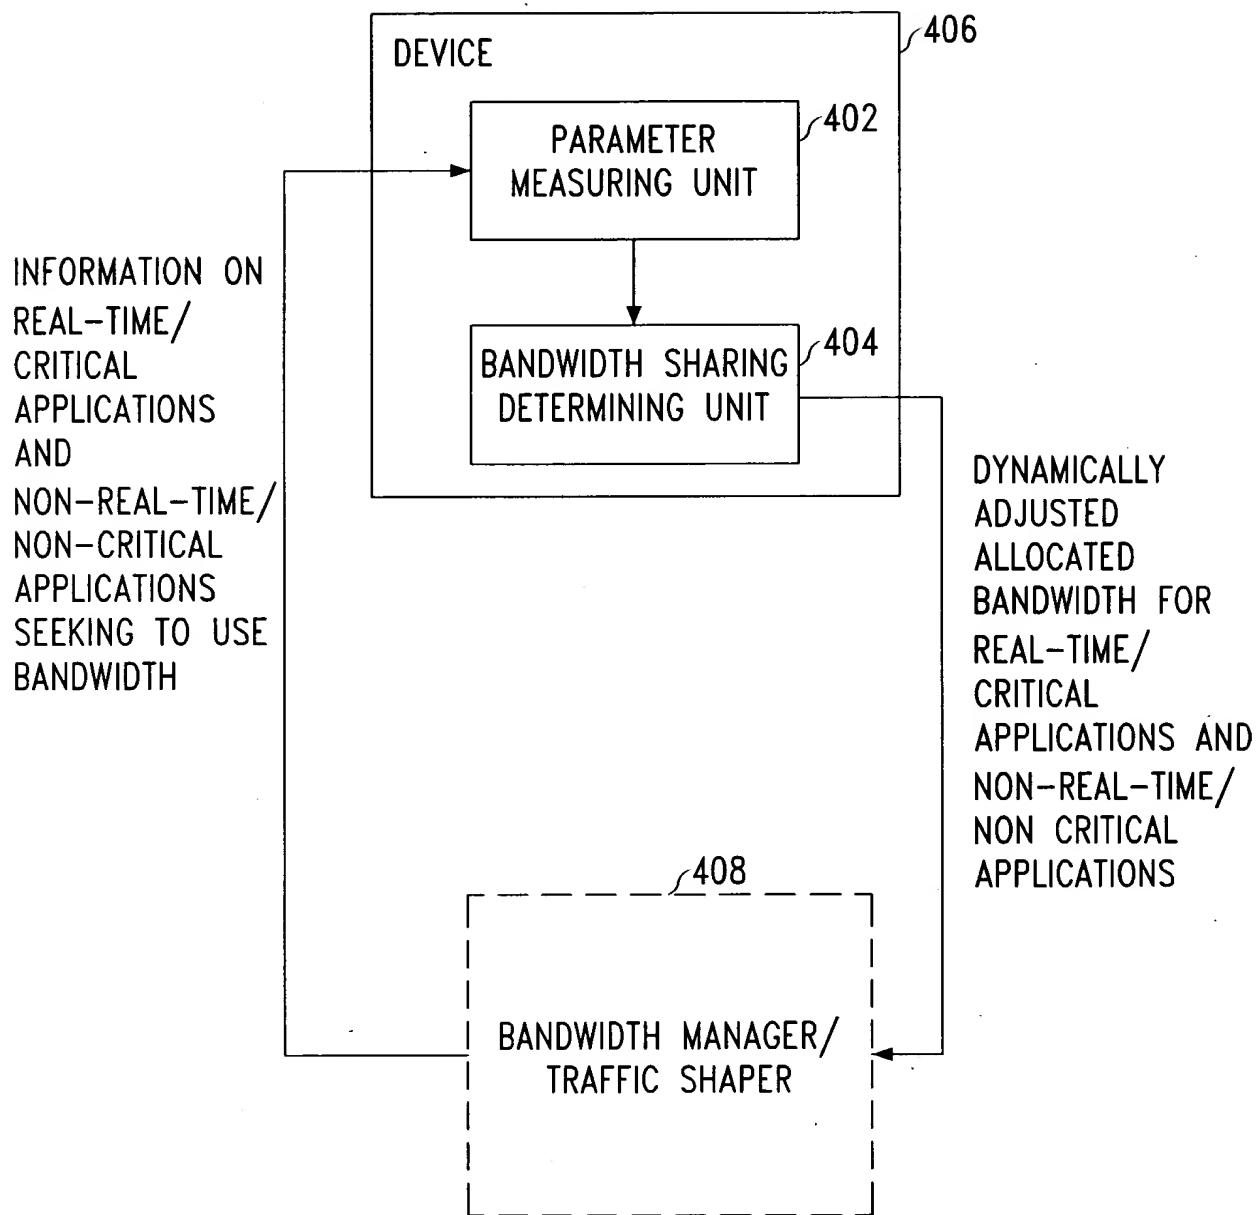 406
DEVICE
402
PARAMETER
MEASURING UNIT
INFORMATION ON
REAL-TIME/
CRITICAL
APPLICATIONS
AND
NON-REAL-TIME/
NON-CRITICAL
APPLICATIONS
SEEKING TO USE
BANDWIDTH
404
BANDWIDTH SHARING
DETERMINING UNIT
DYNAMICALLY
ADJUSTED
ALLOCATED
BANDWIDTH FOR
REAL-TIME/
CRITICAL
APPLICATIONS AND
NON-REAL-TIME/
NON CRITICAL
APPLICATIONS
408
BANDWIDTH MANAGER/
TRAFFIC SHAPER